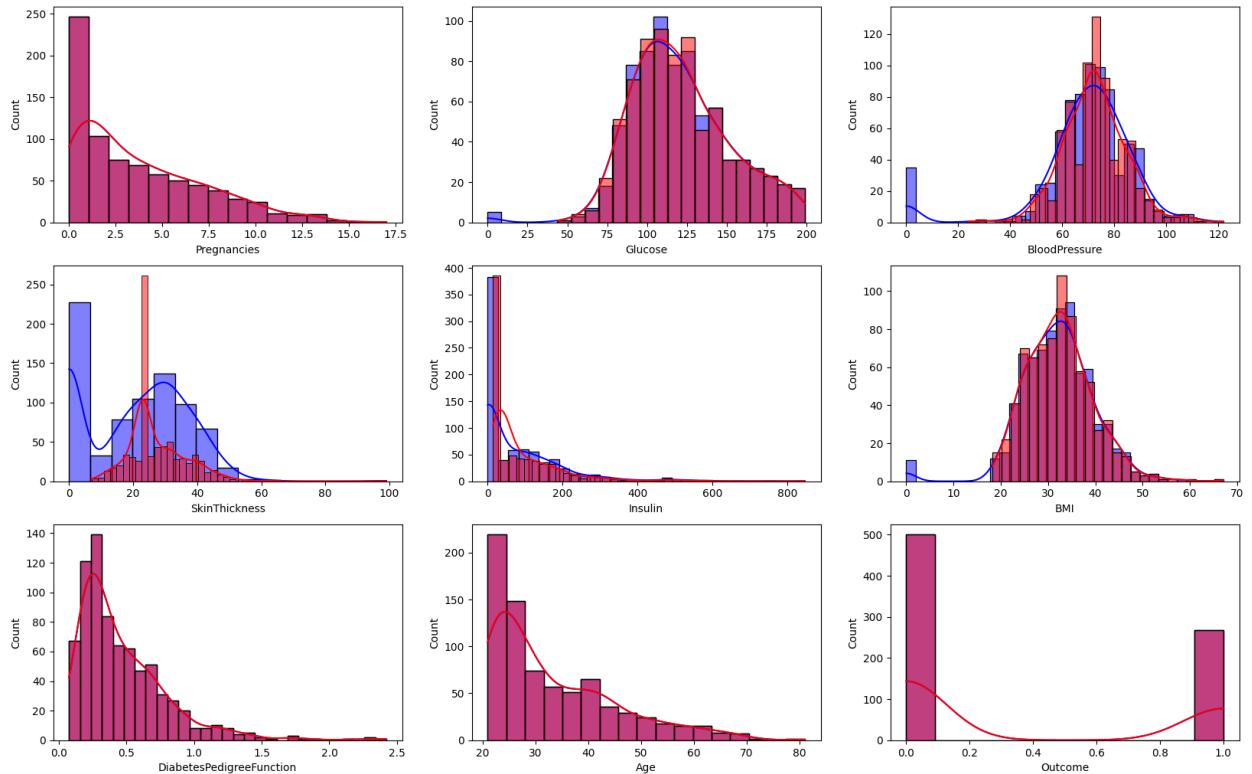 250
200
150
100
50
0
Count
0.0 2.5 5.0 7.5 10.0 12.5 15.0 17.5
Pregnancies
100
80
60
40
20
0
Count
0 25 50 75 100 125 150 175 200
Glucose
120
100
80
60
40
20
0
Count
0 20 40 60 80 100 120
BloodPressure
250
200
150
100
50
0
Count
0 20 40 60 80 100
SkinThickness
400
350
300
250
200
150
100
50
0
Count
0 200 400 600 800
Insulin
100
80
60
40
20
0
Count
0 10 20 30 40 50 60 70
BMI
140
120
100
80
60
40
20
0
Count
0.0 0.5 1.0 1.5 2.0 2.5
DiabetesPedigreeFunction
200
150
100
50
0
Count
20 30 40 50 60 70 80
Age
500
400
300
200
100
0
Count
0.0 0.2 0.4 0.6 0.8 1.0
Outcome